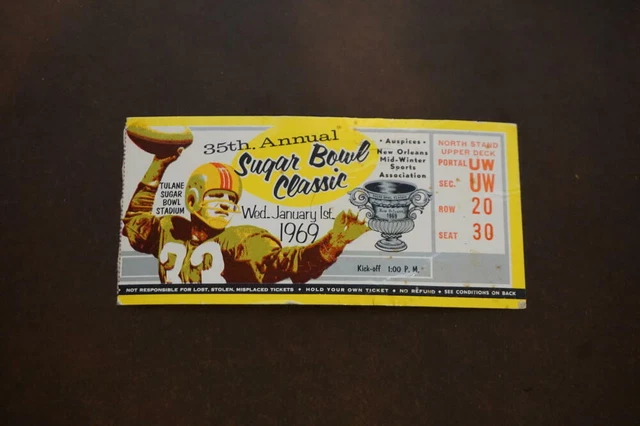 35th. Annual
Sugar Bowl
Classic
Wed. January 1st.
1969
TULANE
SUGAR
BOWL
STADIUM
33
• Auspices •
New Orleans
Mid-Winter
Sports
Association
1969
Kick-off 1:00 P. M.
NORTH STAND
UPPER DECK
PORTAL UW
SEC. UW
ROW 20
SEAT 30
NOT RESPONSIBLE FOR LOST, STOLEN, MISPLACED TICKETS • HOLD YOUR OWN TICKET • NO REFUND • SEE CONDITIONS ON BACK